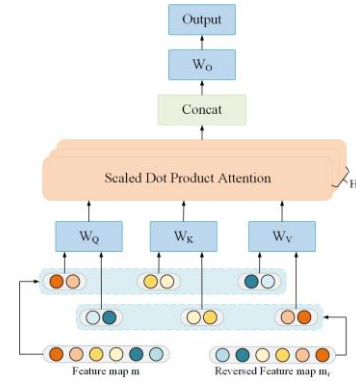 Output
W_O
Concat
Scaled Dot Product Attention
H
W_Q W_K W_V
Feature map m Reversed Feature map m_r